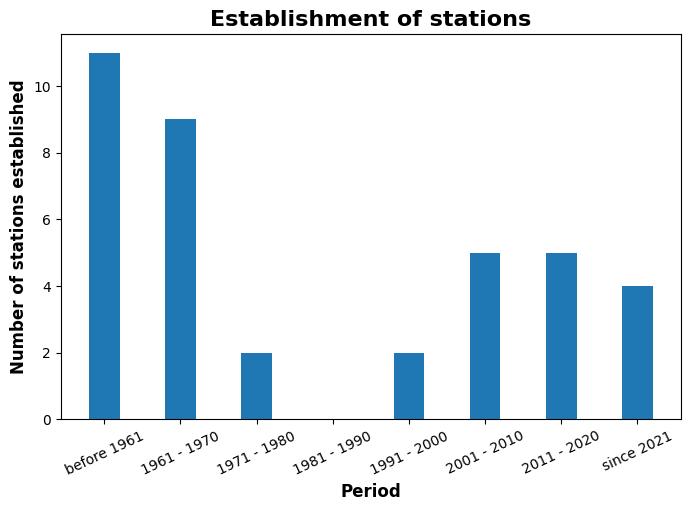 Establishment of stations
Number of stations established
10
8
6
4
2
0
before 1961
1961 - 1970
1971 - 1980
1981 - 1990
1991 - 2000
2001 - 2010
2011 - 2020
since 2021
Period